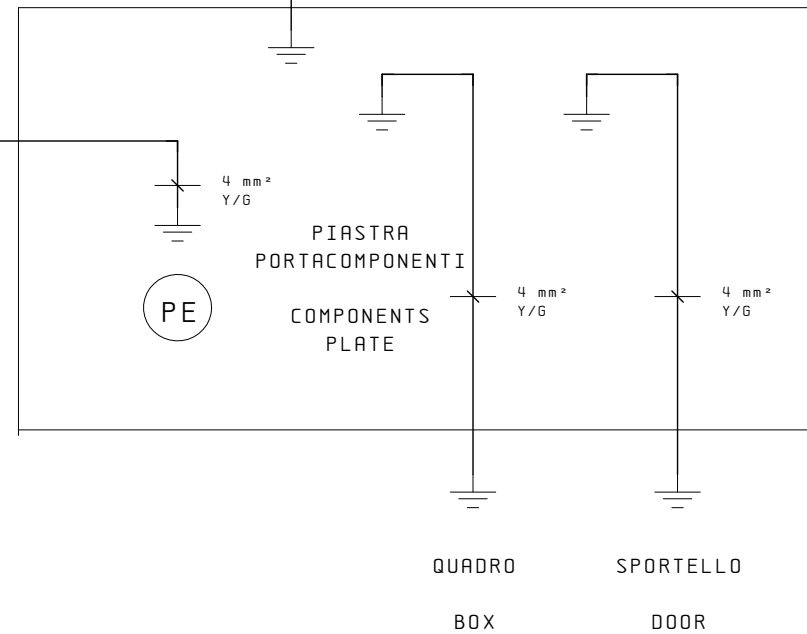 4 mm²
Y/G
PIASTRA
PORTACOMPONENTI
PE
COMPONENTS
PLATE
4 mm²
Y/G
4 mm²
Y/G
QUADRO
SPORTELLO
BOX
DOOR